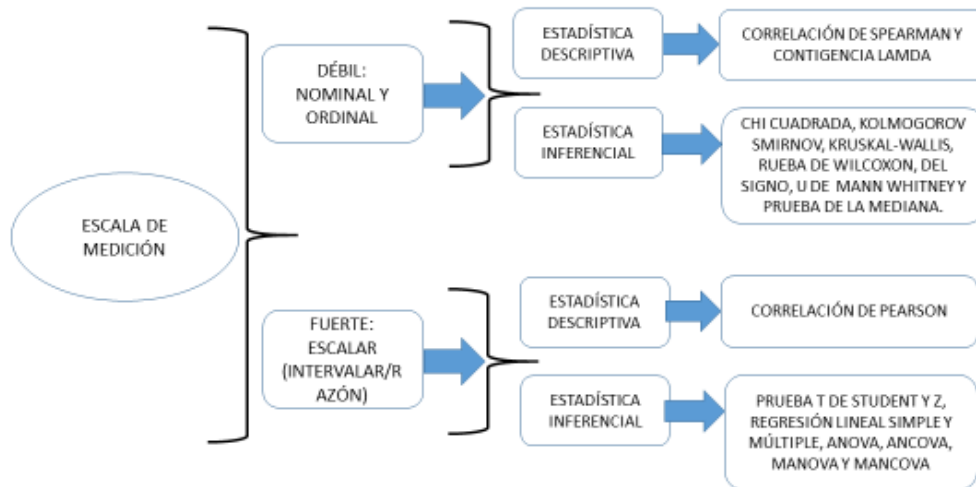 ESCALA DE
MEDICIÓN
DÉBIL:
NOMINAL Y
ORDINAL
ESTADÍSTICA
DESCRIPTIVA
CORRELACIÓN DE SPEARMAN Y
CONTIGENCIA LAMDA
ESTADÍSTICA
INFERENCIAL
CHI CUADRADA, KOLMOGOROV
SMIRNOV, KRUSKAL-WALLIS,
RUEBA DE WILCOXON, DEL
SIGNO, U DE MANN WHITNEY Y
PRUEBA DE LA MEDIANA.
FUERTE:
ESCALAR
(INTERVALAR/R
AZÓN)
ESTADÍSTICA
DESCRIPTIVA
CORRELACIÓN DE PEARSON
ESTADÍSTICA
INFERENCIAL
PRUEBA T DE STUDENT Y Z,
REGRESIÓN LINEAL SIMPLE Y
MÚLTIPLE, ANOVA, ANCOVA,
MANOVA Y MANCOVA